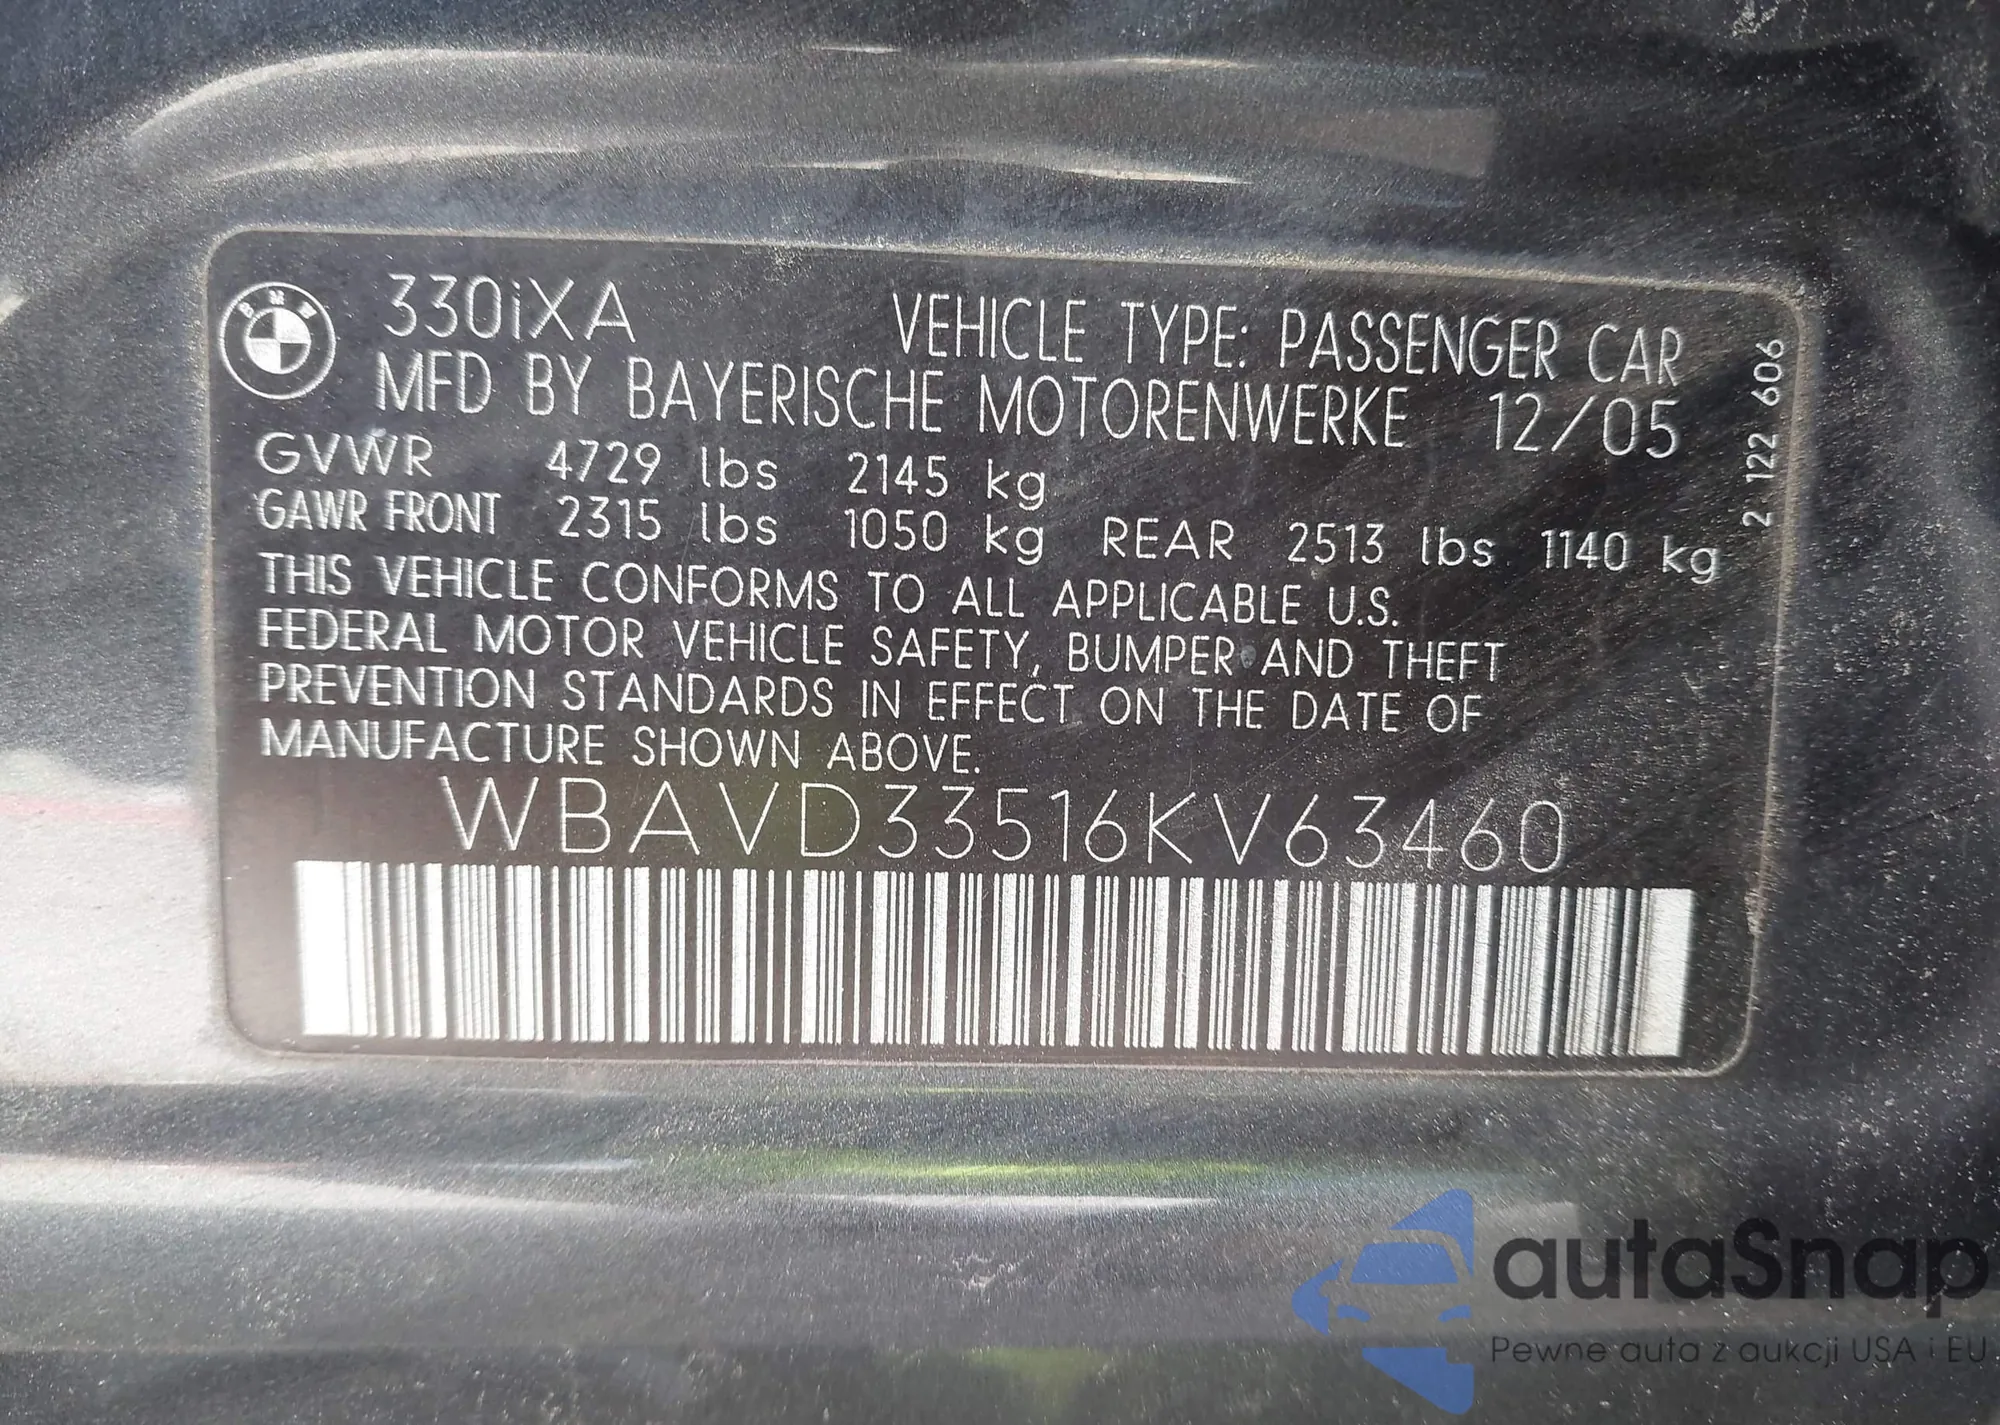 BMW
330iXA
VEHICLE TYPE: PASSENGER CAR
MFD BY BAYERISCHE MOTORENWERKE 12/05
GVWR 4729 lbs 2145 kg
GAWR FRONT 2315 lbs 1050 kg REAR 2513 lbs 1140 kg
THIS VEHICLE CONFORMS TO ALL APPLICABLE U.S.
FEDERAL MOTOR VEHICLE SAFETY, BUMPER AND THEFT
PREVENTION STANDARDS IN EFFECT ON THE DATE OF
MANUFACTURE SHOWN ABOVE.
WBAVD33516KV63460
2 122 606
autaSnap
Pewne auta z aukcji USA i EU